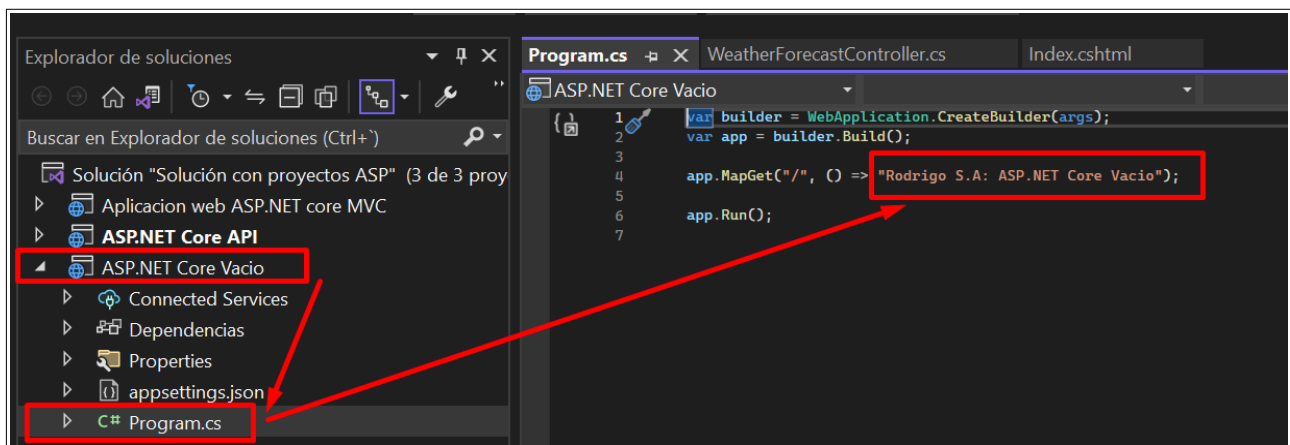 Explorador de soluciones
Buscar en Explorador de soluciones (Ctrl+`)
Solución "Solución con proyectos ASP" (3 de 3 proy
Aplicacion web ASP.NET core MVC
ASP.NET Core API
ASP.NET Core Vacio
Connected Services
Dependencias
Properties
appsettings.json
C# Program.cs
Program.cs WeatherForecastController.cs Index.cshtml
ASP.NET Core Vacio
1 var builder = WebApplication.CreateBuilder(args);
2 var app = builder.Build();
3
4 app.MapGet("/", () => "Rodrigo S.A: ASP.NET Core Vacio");
5
6 app.Run();
7